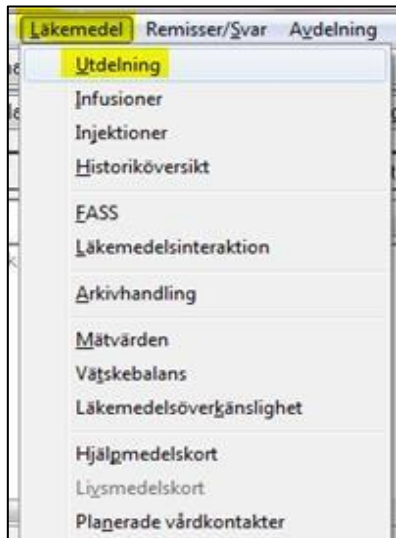 Läkemedel Remisser/Svar Avdelning
Utdelning
Infusioner
Injektioner
Historiköversikt
FASS
Läkemedelsinteraktion
Arkivhandling
Mätvärden
Vätskebalans
Läkemedelsöverkänslighet
Hjälpmedelskort
Livsmedelskort
Planerade vårdkontakter